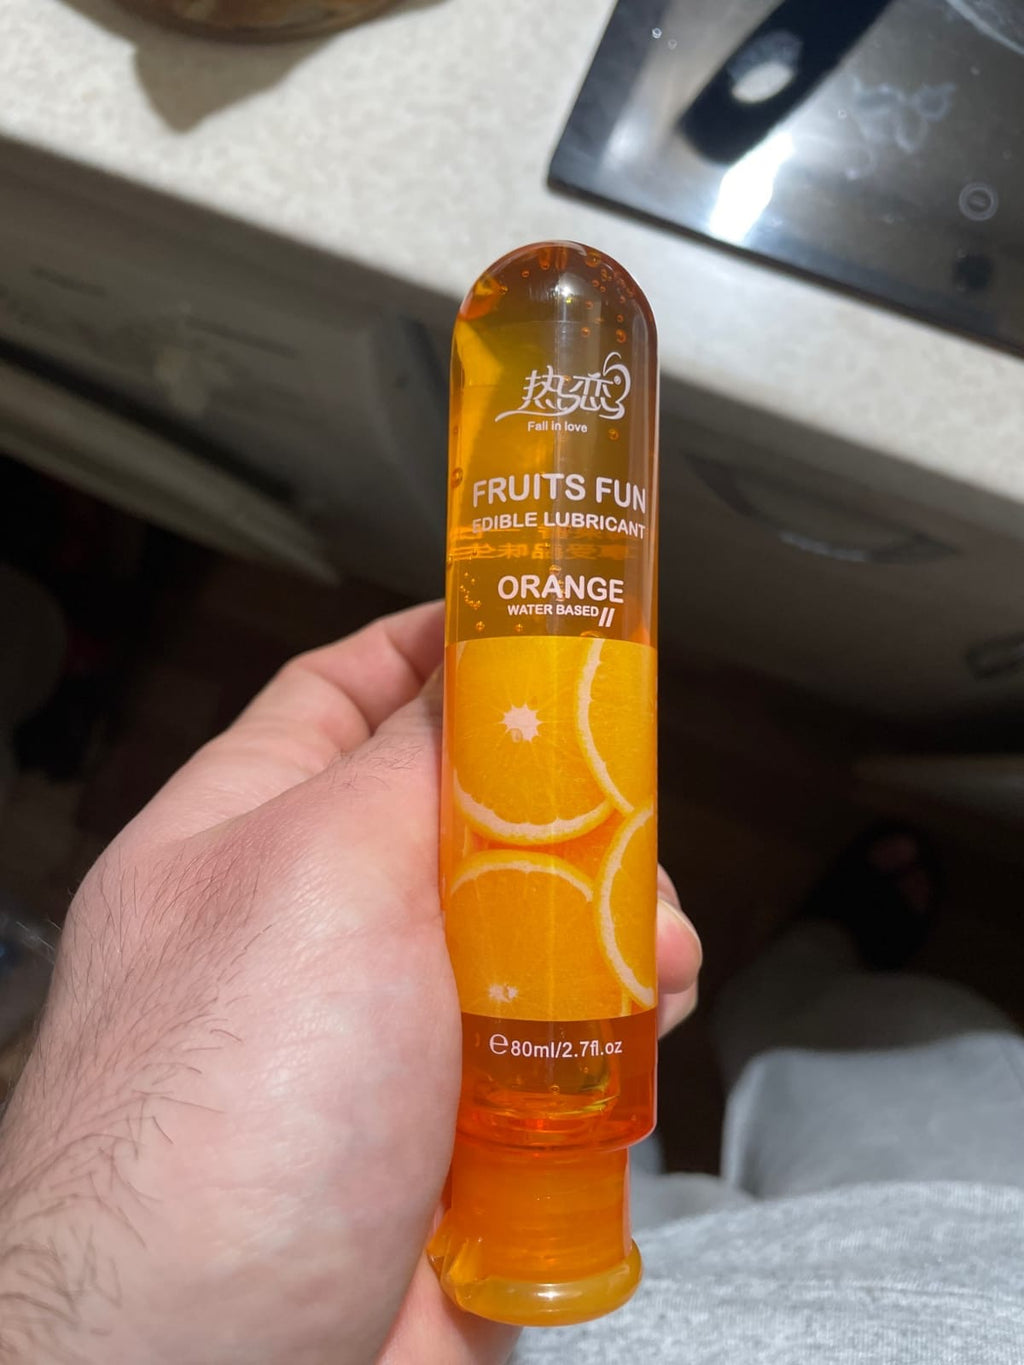 热恋
Fall in love
FRUITS FUN
EDIBLE LUBRICANT
ORANGE
WATER BASED //
℮80ml/2.7fl.oz